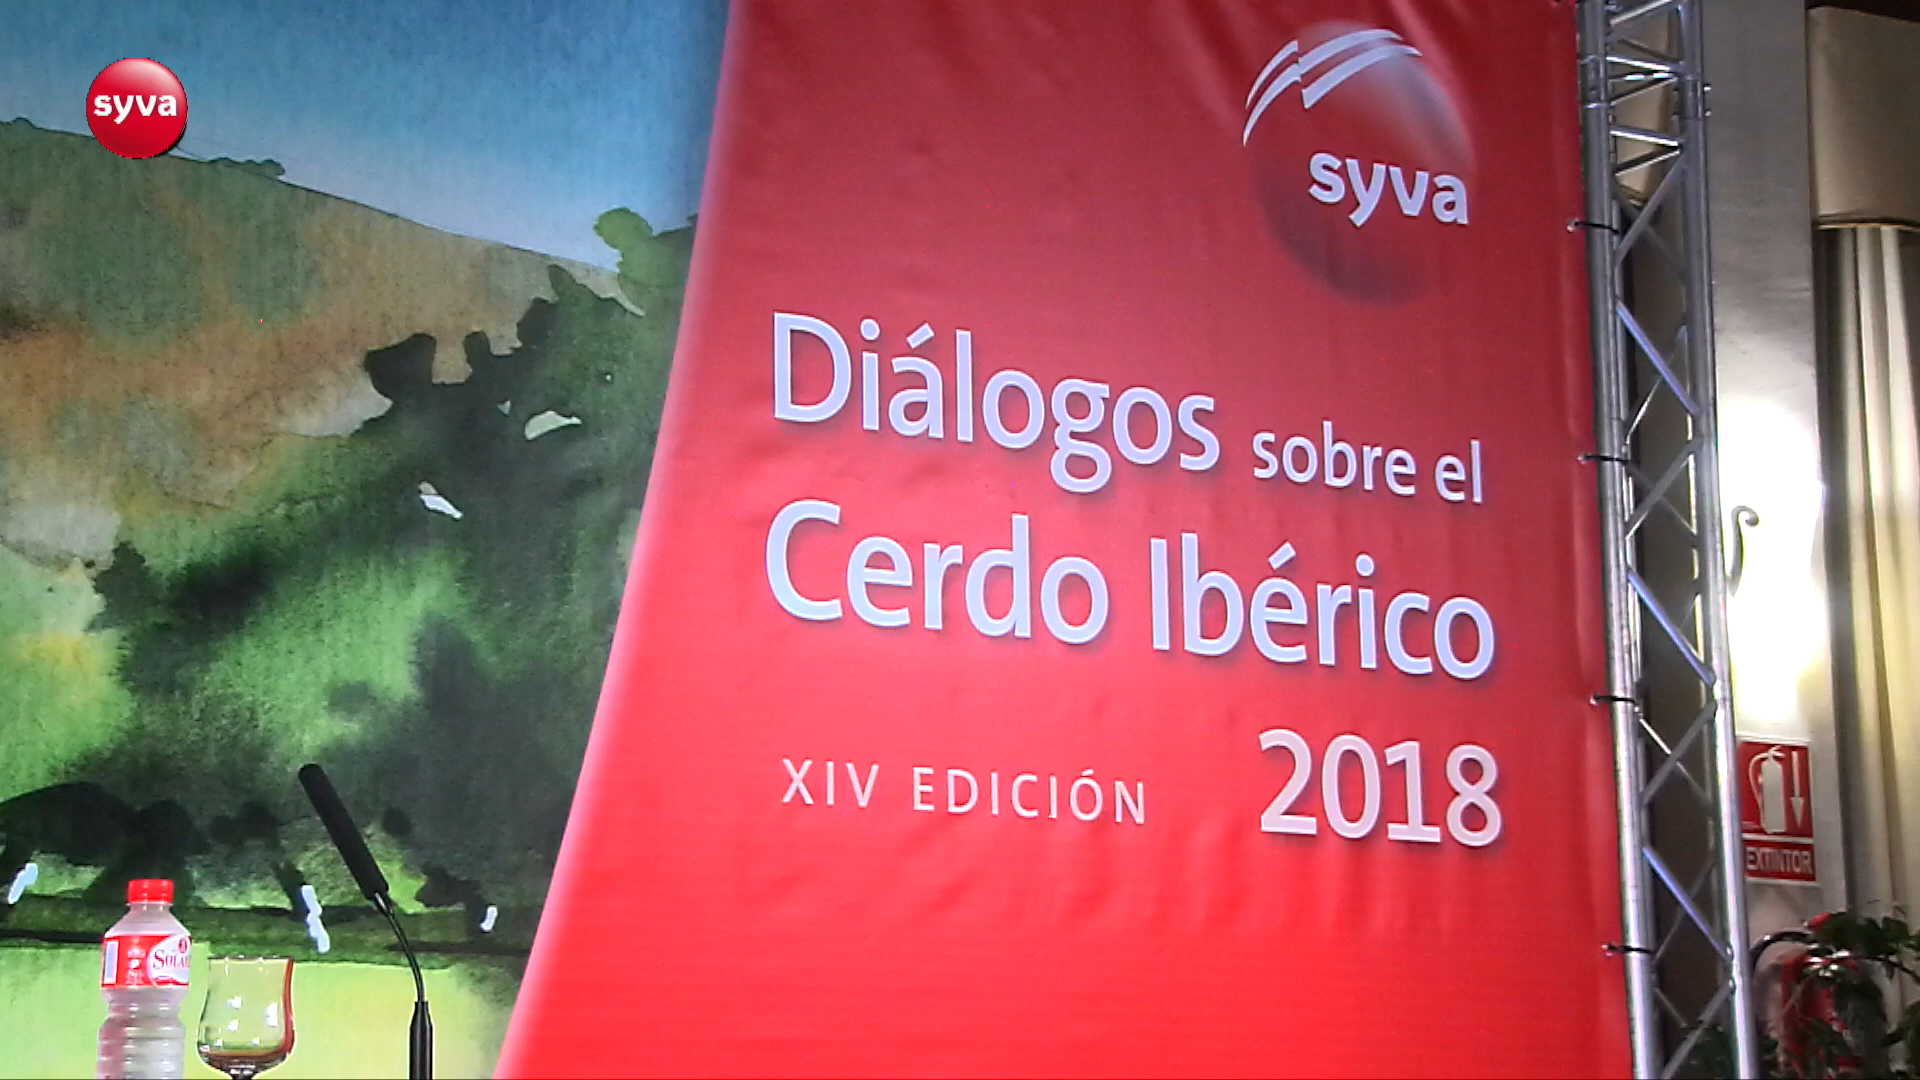 syva
syva
Diálogos sobre el
Cerdo Ibérico
XIV EDICIÓN 2018
EXTINTOR